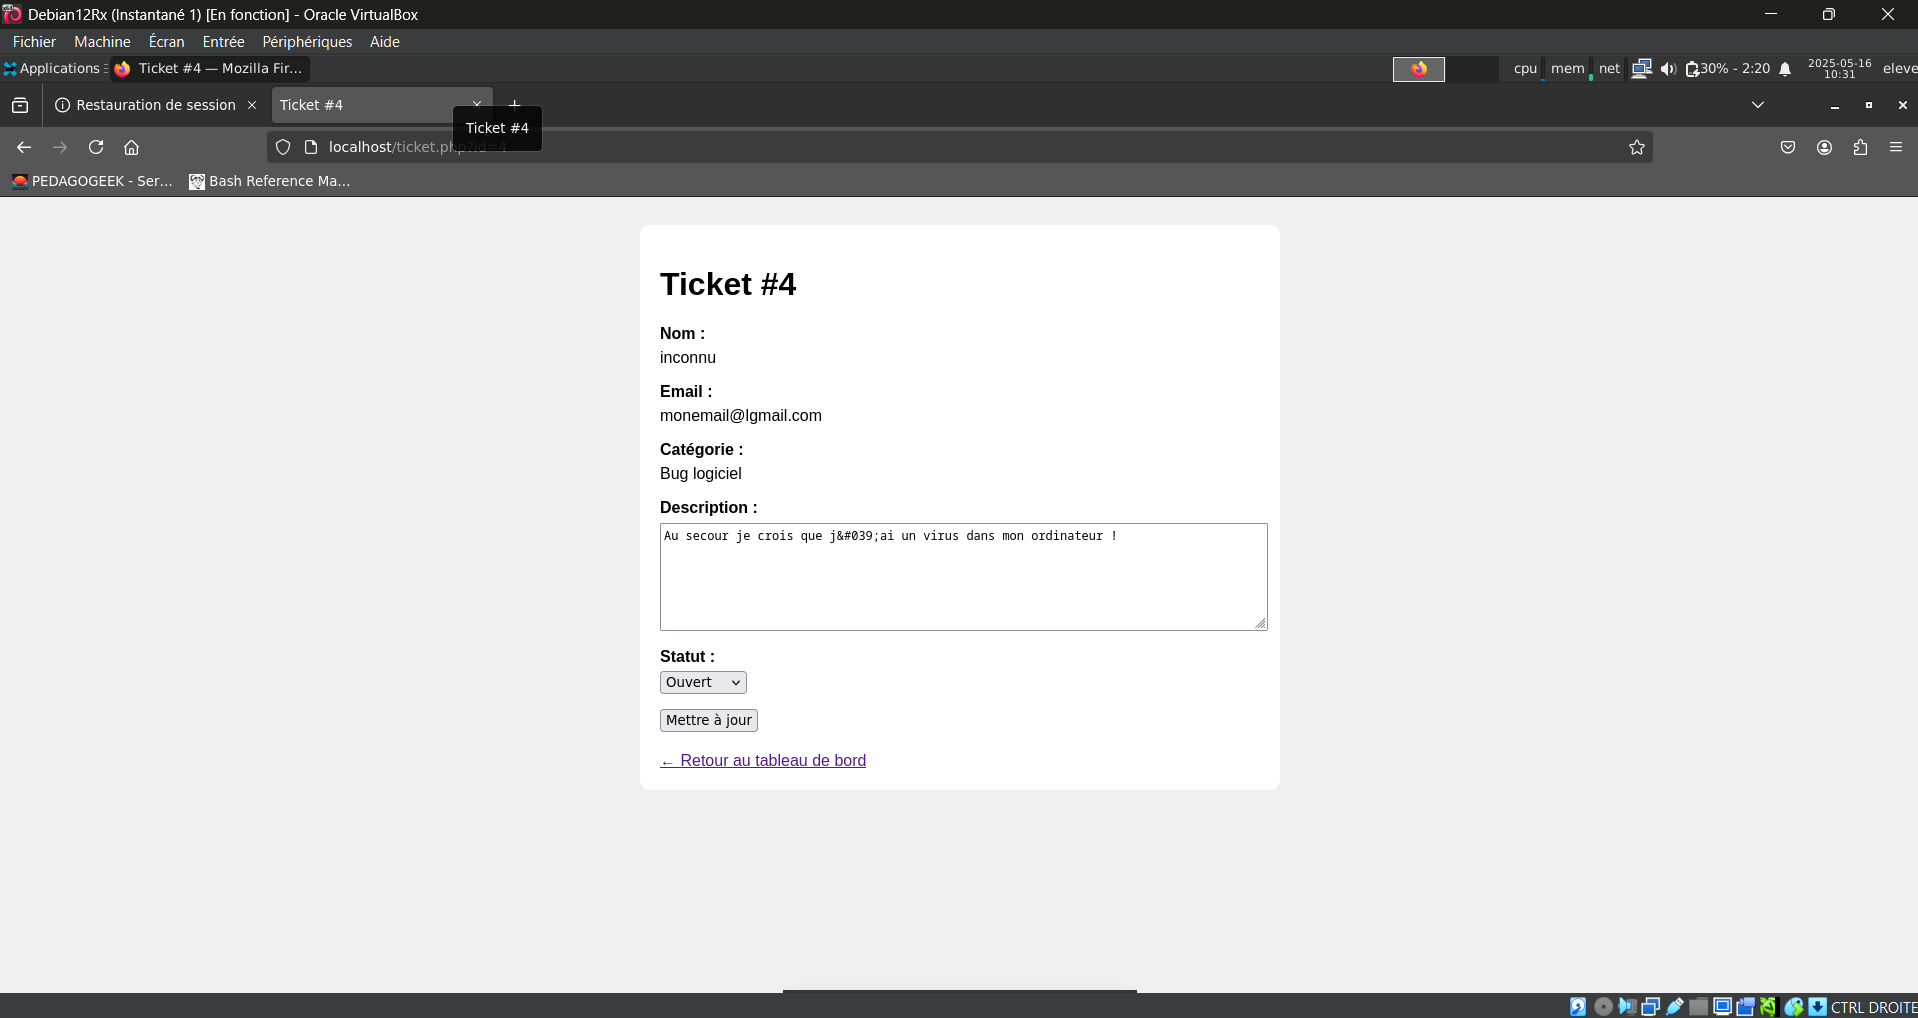 Debian12Rx (Instantané 1) [En fonction] - Oracle VirtualBox
Fichier Machine Écran Entrée Périphériques Aide
Applications Ticket #4 — Mozilla Fir... cpu mem net 30% - 2:20 2025-05-16 10:31 eleve
Restauration de session Ticket #4
Ticket #4
localhost/ticket.php?id=4
PEDAGOGEEK - Ser... Bash Reference Ma...
Ticket #4
Nom :
inconnu
Email :
monemail@lgmail.com
Catégorie :
Bug logiciel
Description :
Au secour je crois que j&#039;ai un virus dans mon ordinateur !
Statut :
Ouvert
Mettre à jour
← Retour au tableau de bord
CTRL DROITE